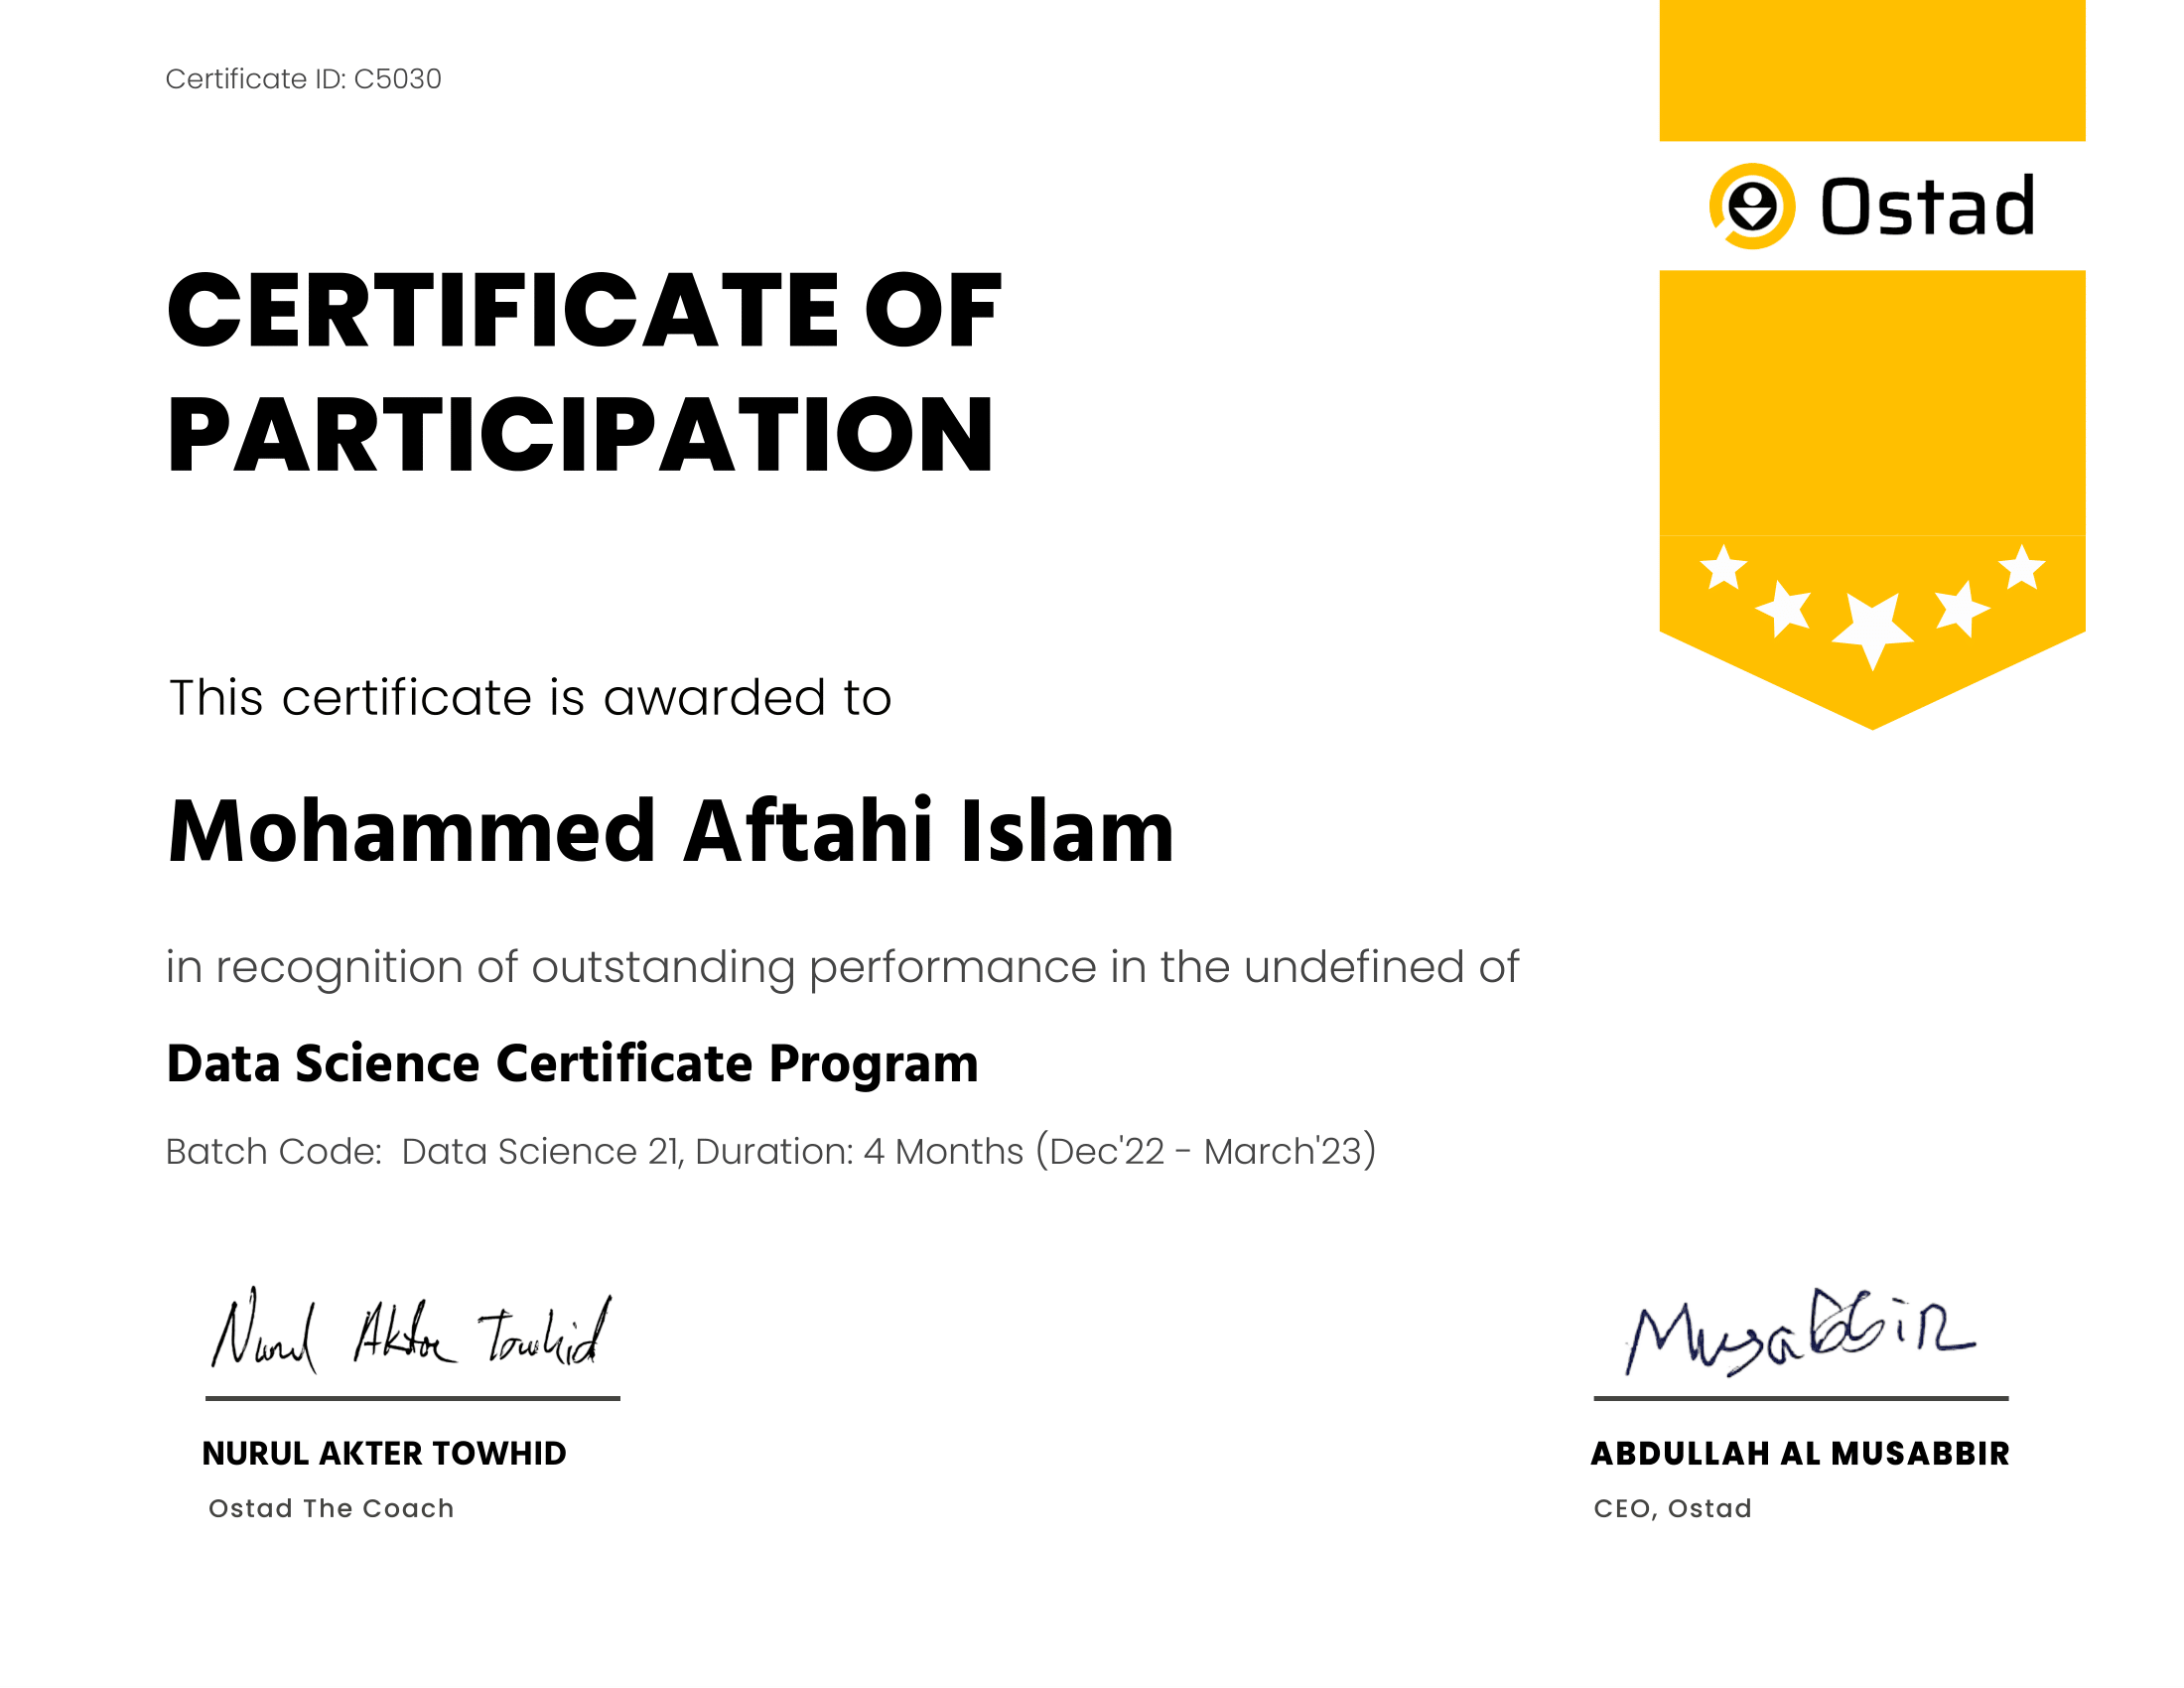 Certificate ID: C5030
Ostad
CERTIFICATE OF
PARTICIPATION
This certificate is awarded to
Mohammed Aftahi Islam
in recognition of outstanding performance in the undefined of
Data Science Certificate Program
Batch Code: Data Science 21, Duration: 4 Months (Dec'22 - March'23)
Nurul Akter Towhid
Musabbir
NURUL AKTER TOWHID
ABDULLAH AL MUSABBIR
Ostad The Coach
CEO, Ostad